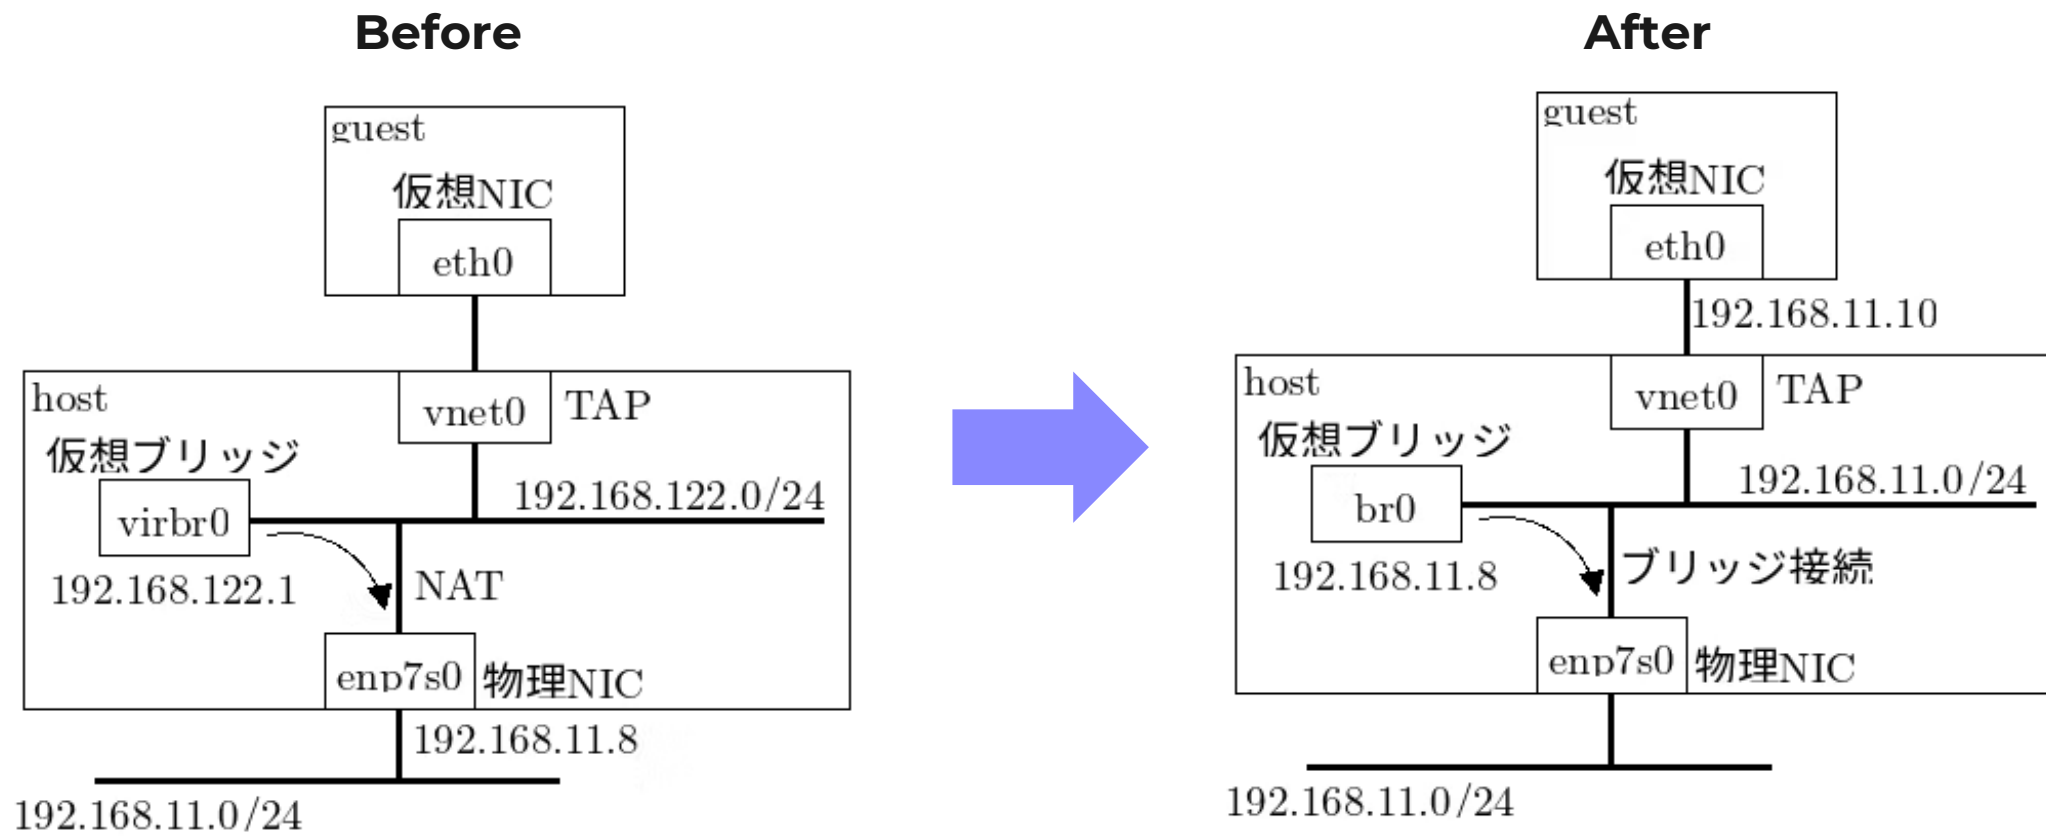 Before
guest
仮想NIC
eth0
host
vnet0
TAP
仮想ブリッジ
192.168.122.0/24
virbr0
192.168.122.1
NAT
enp7s0
物理NIC
192.168.11.8
192.168.11.0/24
After
guest
仮想NIC
eth0
192.168.11.10
host
vnet0
TAP
仮想ブリッジ
192.168.11.0/24
br0
192.168.11.8
ブリッジ接続
enp7s0
物理NIC
192.168.11.0/24